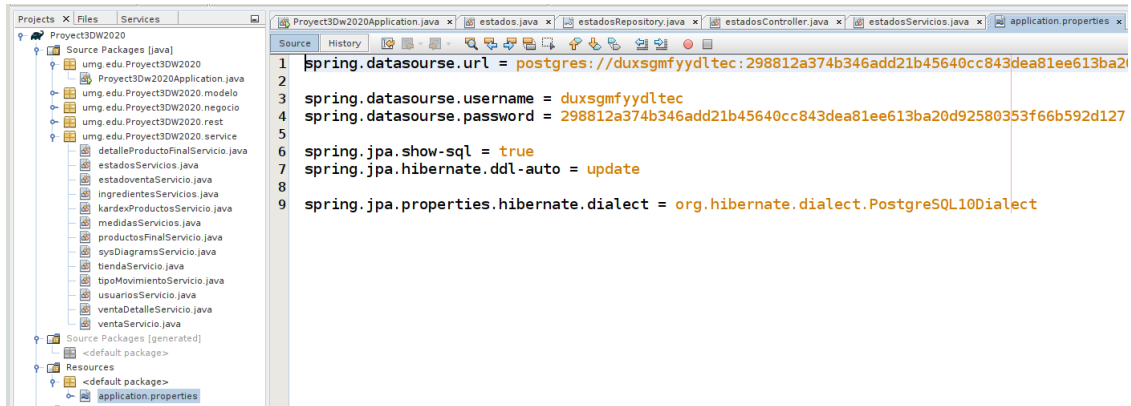 Projects × Files Services
Proyect3DW2020
Source Packages [java]
umg.edu.Proyect3DW2020
Proyect3Dw2020Application.java
umg.edu.Proyect3DW2020.modelo
umg.edu.Proyect3DW2020.negocio
umg.edu.Proyect3DW2020.rest
umg.edu.Proyect3DW2020.service
detalleProductoFinalServicio.java
estadosServicios.java
estadoventaServicio.java
ingredientesServicios.java
kardexProductosServicio.java
medidasServicios.java
productosFinalServicio.java
sysDiagramsServicio.java
tiendaServicio.java
tipoMovimientoServicio.java
usuariosServicio.java
ventaDetalleServicio.java
ventaServicio.java
Source Packages [generated]
<default package>
Resources
<default package>
application.properties
Proyect3Dw2020Application.java × estados.java × estadosRepository.java × estadosController.java × estadosServicios.java × application.properties ×
Source History
1 spring.datasourse.url = postgres://duxsgmfyydltec:298812a374b346add21b45640cc843dea81ee613ba20
2
3 spring.datasourse.username = duxsgmfyydltec
4 spring.datasourse.password = 298812a374b346add21b45640cc843dea81ee613ba20d92580353f66b592d127
5
6 spring.jpa.show-sql = true
7 spring.jpa.hibernate.ddl-auto = update
8
9 spring.jpa.properties.hibernate.dialect = org.hibernate.dialect.PostgreSQL10Dialect